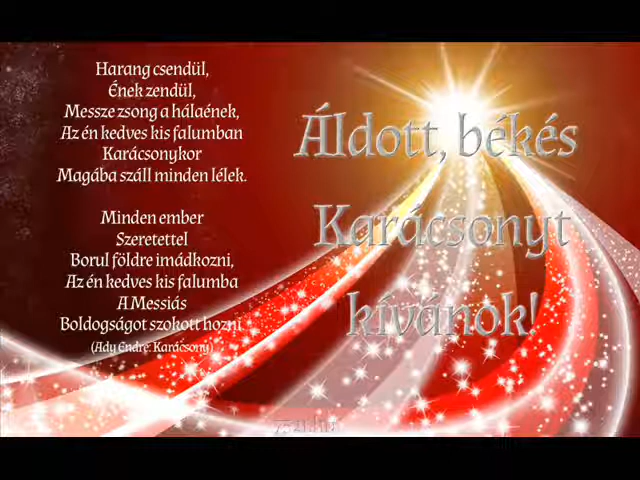 Harang csendül,
Ének zendül,
Messze zsong a hálaének,
Az én kedves kis falumban
Karácsonykor
Magába száll minden lélek.
Minden ember
Szeretettel
Borul földre imádkozni,
Az én kedves kis falumba
A Messiás
Boldogságot szokott hozni
(Ady Endre: Karácsony)
Áldott, békés
Karácsonyt
kívánok!